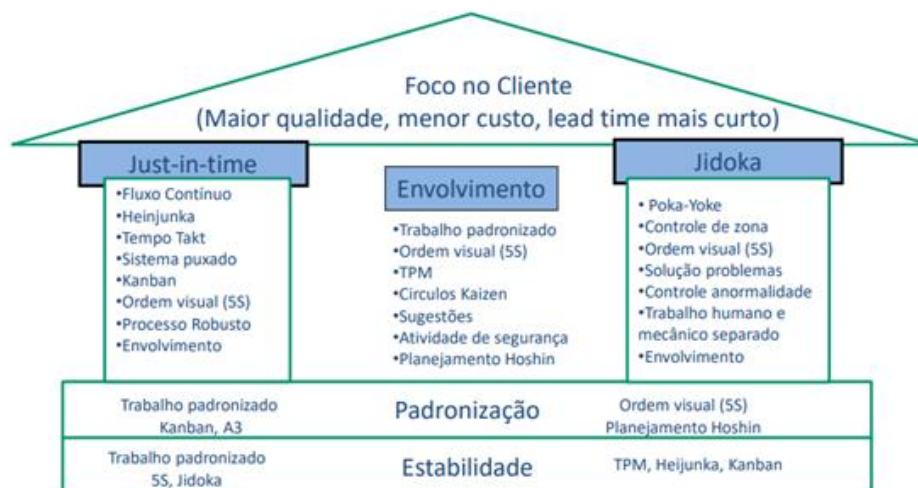 Foco no Cliente
(Maior qualidade, menor custo, lead time mais curto)
Just-in-time
•Fluxo Contínuo
•Heinjunka
•Tempo Takt
•Sistema puxado
•Kanban
•Ordem visual (5S)
•Processo Robusto
•Envolvimento
Envolvimento
•Trabalho padronizado
•Ordem visual (5S)
•TPM
•Circulos Kaizen
•Sugestões
•Atividade de segurança
•Planejamento Hoshin
Jidoka
• Poka-Yoke
•Controle de zona
•Ordem visual (5S)
•Solução problemas
•Controle anormalidade
•Trabalho humano e
mecânico separado
•Envolvimento
Trabalho padronizado
Kanban, A3
Padronização
Ordem visual (5S)
Planejamento Hoshin
Trabalho padronizado
5S, Jidoka
Estabilidade
TPM, Heijunka, Kanban